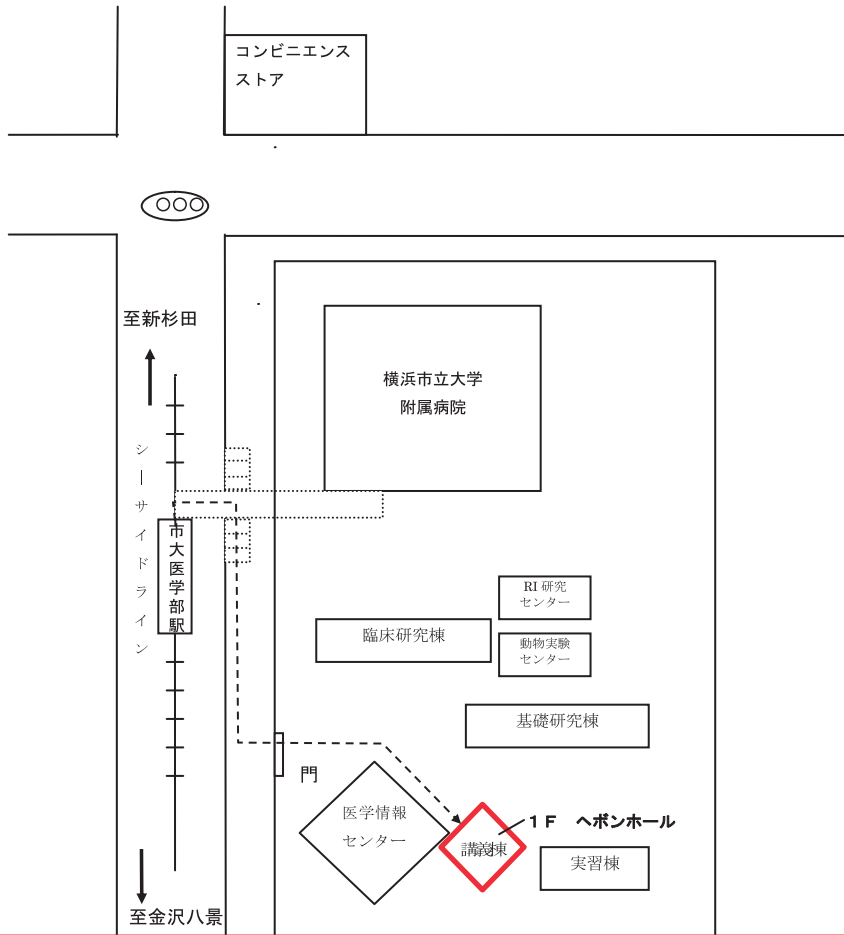 コンビニエンス
ストア
至新杉田
横浜市立大学
附属病院
シーサイドライン
市大医学部駅
RI 研究
センター
臨床研究棟
動物実験
センター
基礎研究棟
門
医学情報
センター
1F　ヘボンホール
講義棟
実習棟
至金沢八景